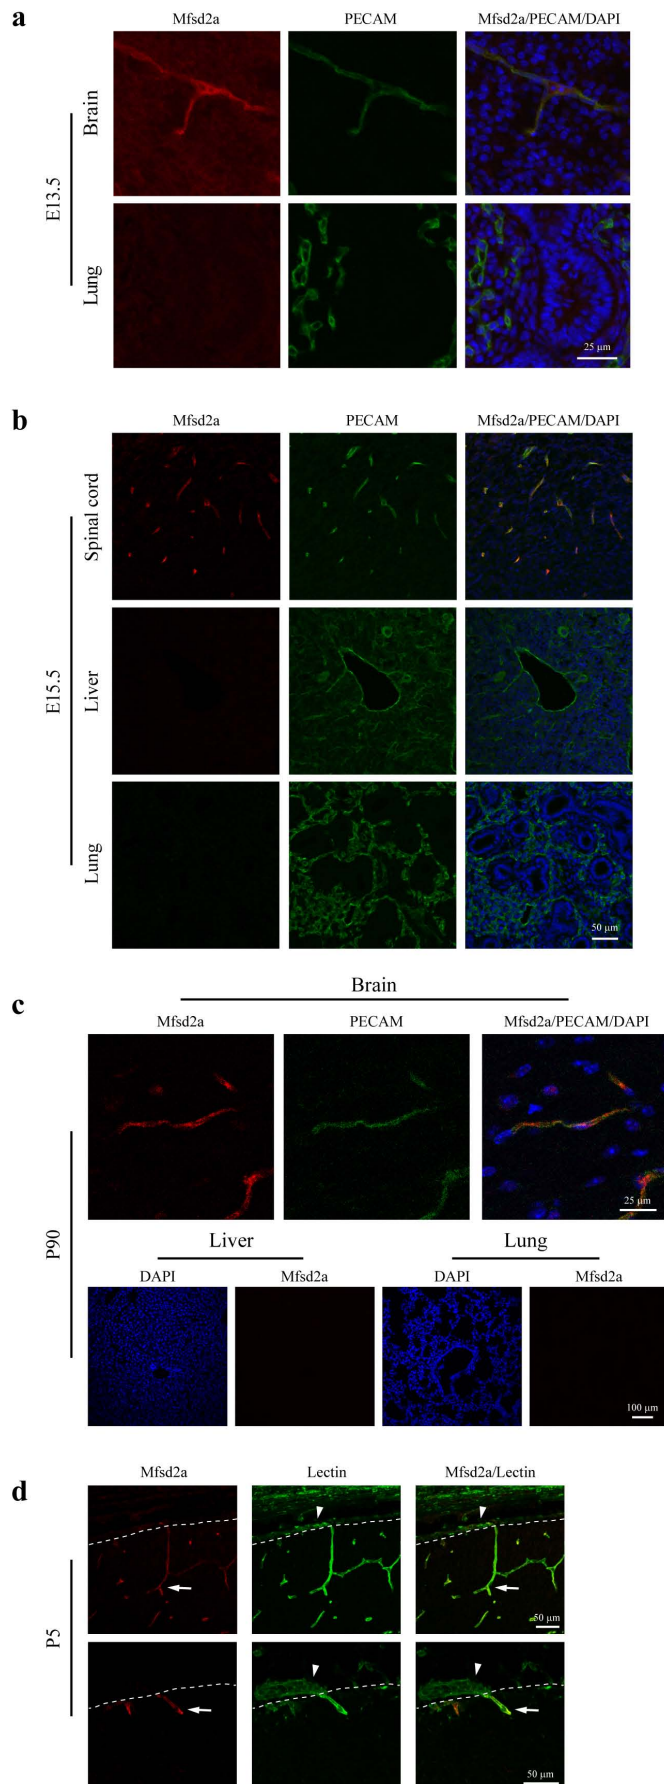 a
Mfsd2a PECAM Mfsd2a/PECAM/DAPI
E13.5
Brain
Lung
25 μm
b
Mfsd2a PECAM Mfsd2a/PECAM/DAPI
E15.5
Spinal cord
Liver
Lung
50 μm
c
Brain
Mfsd2a PECAM Mfsd2a/PECAM/DAPI
P90
25 μm
Liver Lung
DAPI Mfsd2a DAPI Mfsd2a
100 μm
d
Mfsd2a Lectin Mfsd2a/Lectin
P5
50 μm
50 μm